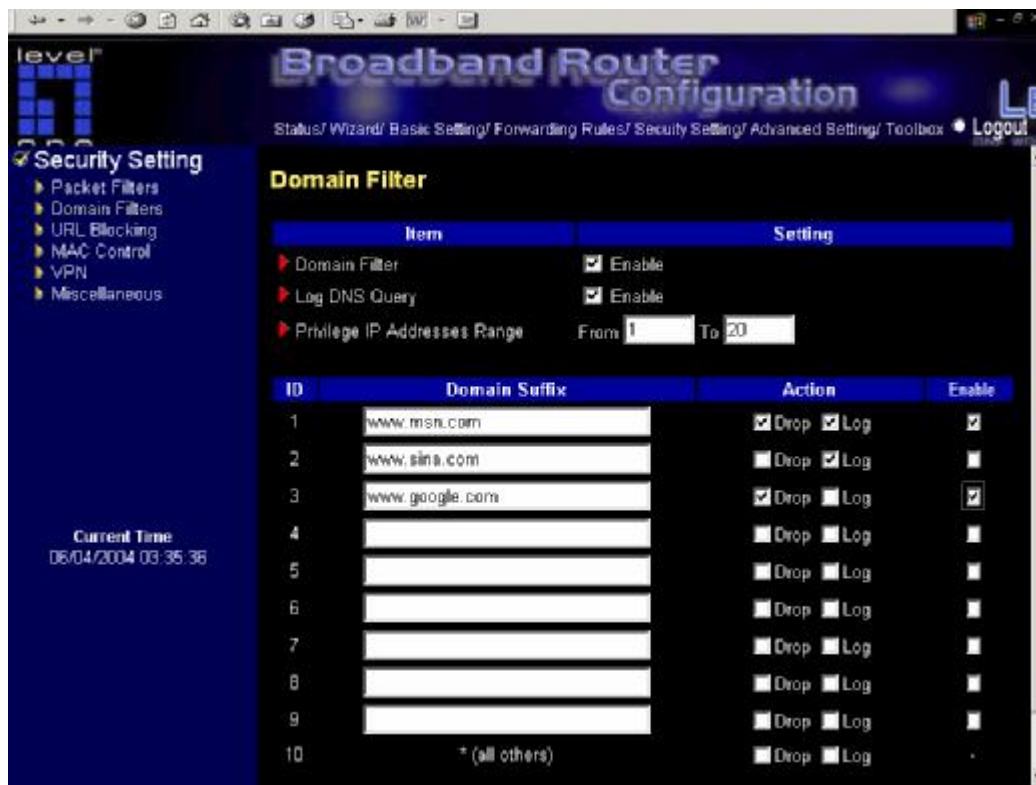 level
Broadband Router
Configuration
Status/ Wizard/ Basic Setting/ Forwarding Rules/ Security Setting/ Advanced Setting/ Toolbox Logout
Security Setting
Packet Filters
Domain Filters
URL Blocking
MAC Control
VPN
Miscellaneous
Current Time
06/04/2004 03:35:36
Domain Filter
Item Setting
Domain Filter Enable
Log DNS Query Enable
Privilege IP Addresses Range From 1 To 20
ID Domain Suffix Action Enable
1 www.msn.com Drop Log
2 www.sina.com Drop Log
3 www.google.com Drop Log
4 Drop Log
5 Drop Log
6 Drop Log
7 Drop Log
8 Drop Log
9 Drop Log
10 * (all others) Drop Log -